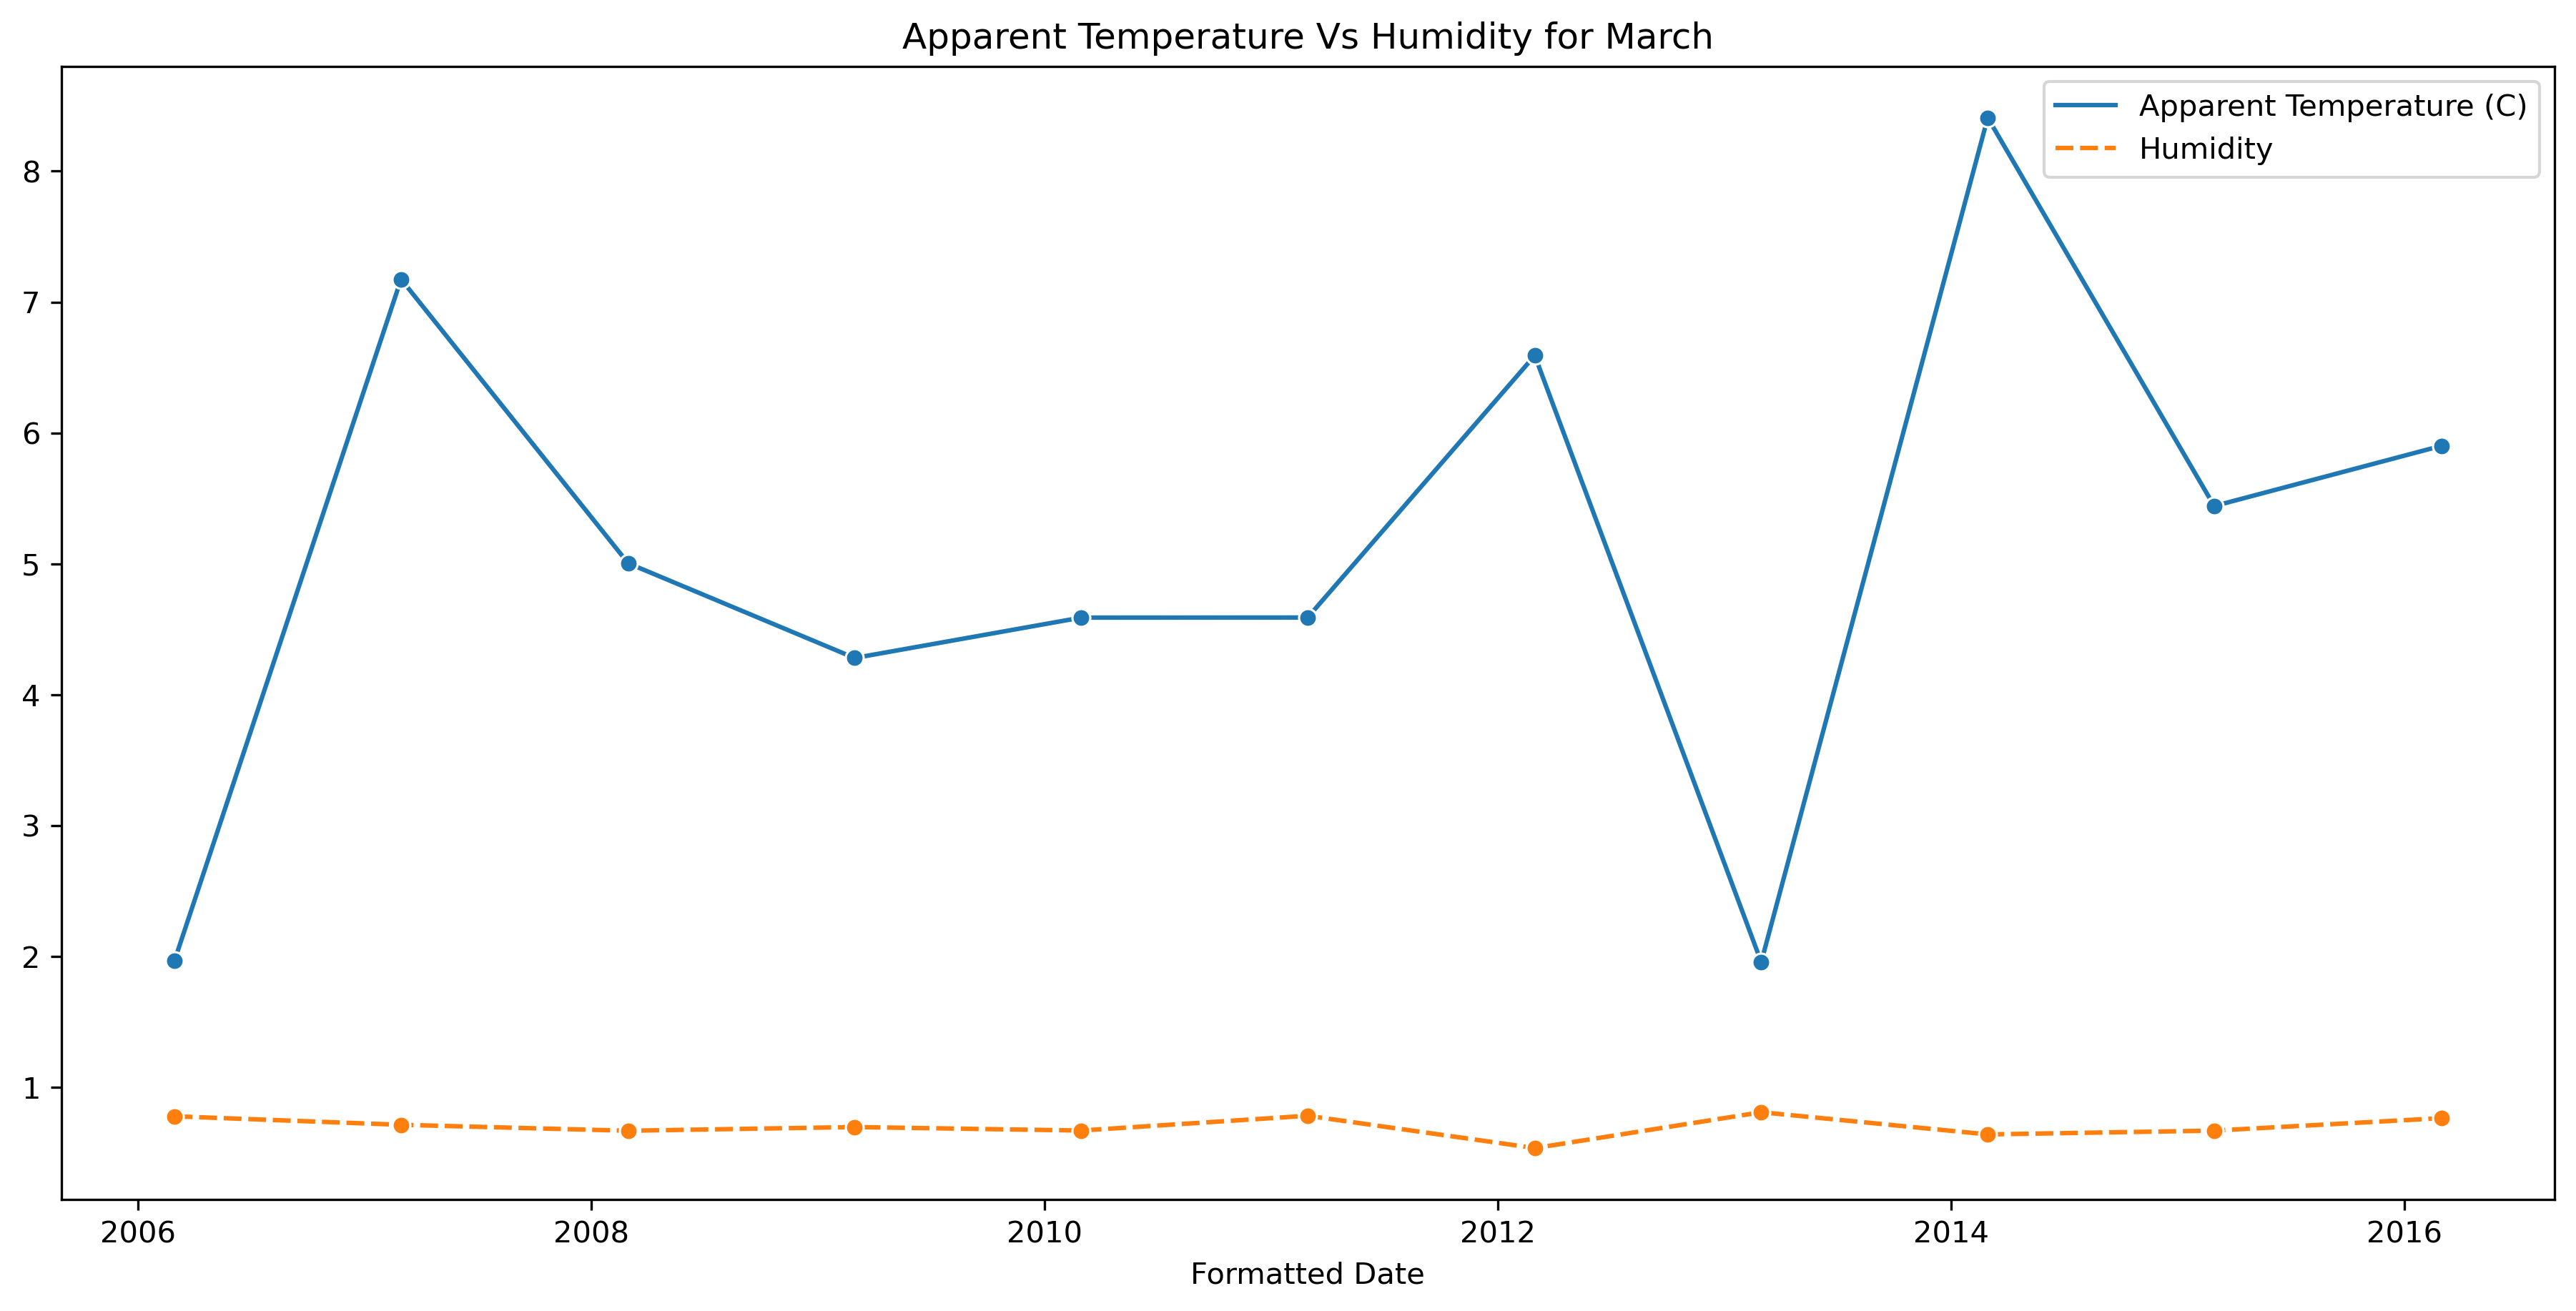 Apparent Temperature Vs Humidity for March
Apparent Temperature (C)
Humidity
8
7
6
5
4
3
2
1
2006 2008 2010 2012 2014 2016
Formatted Date